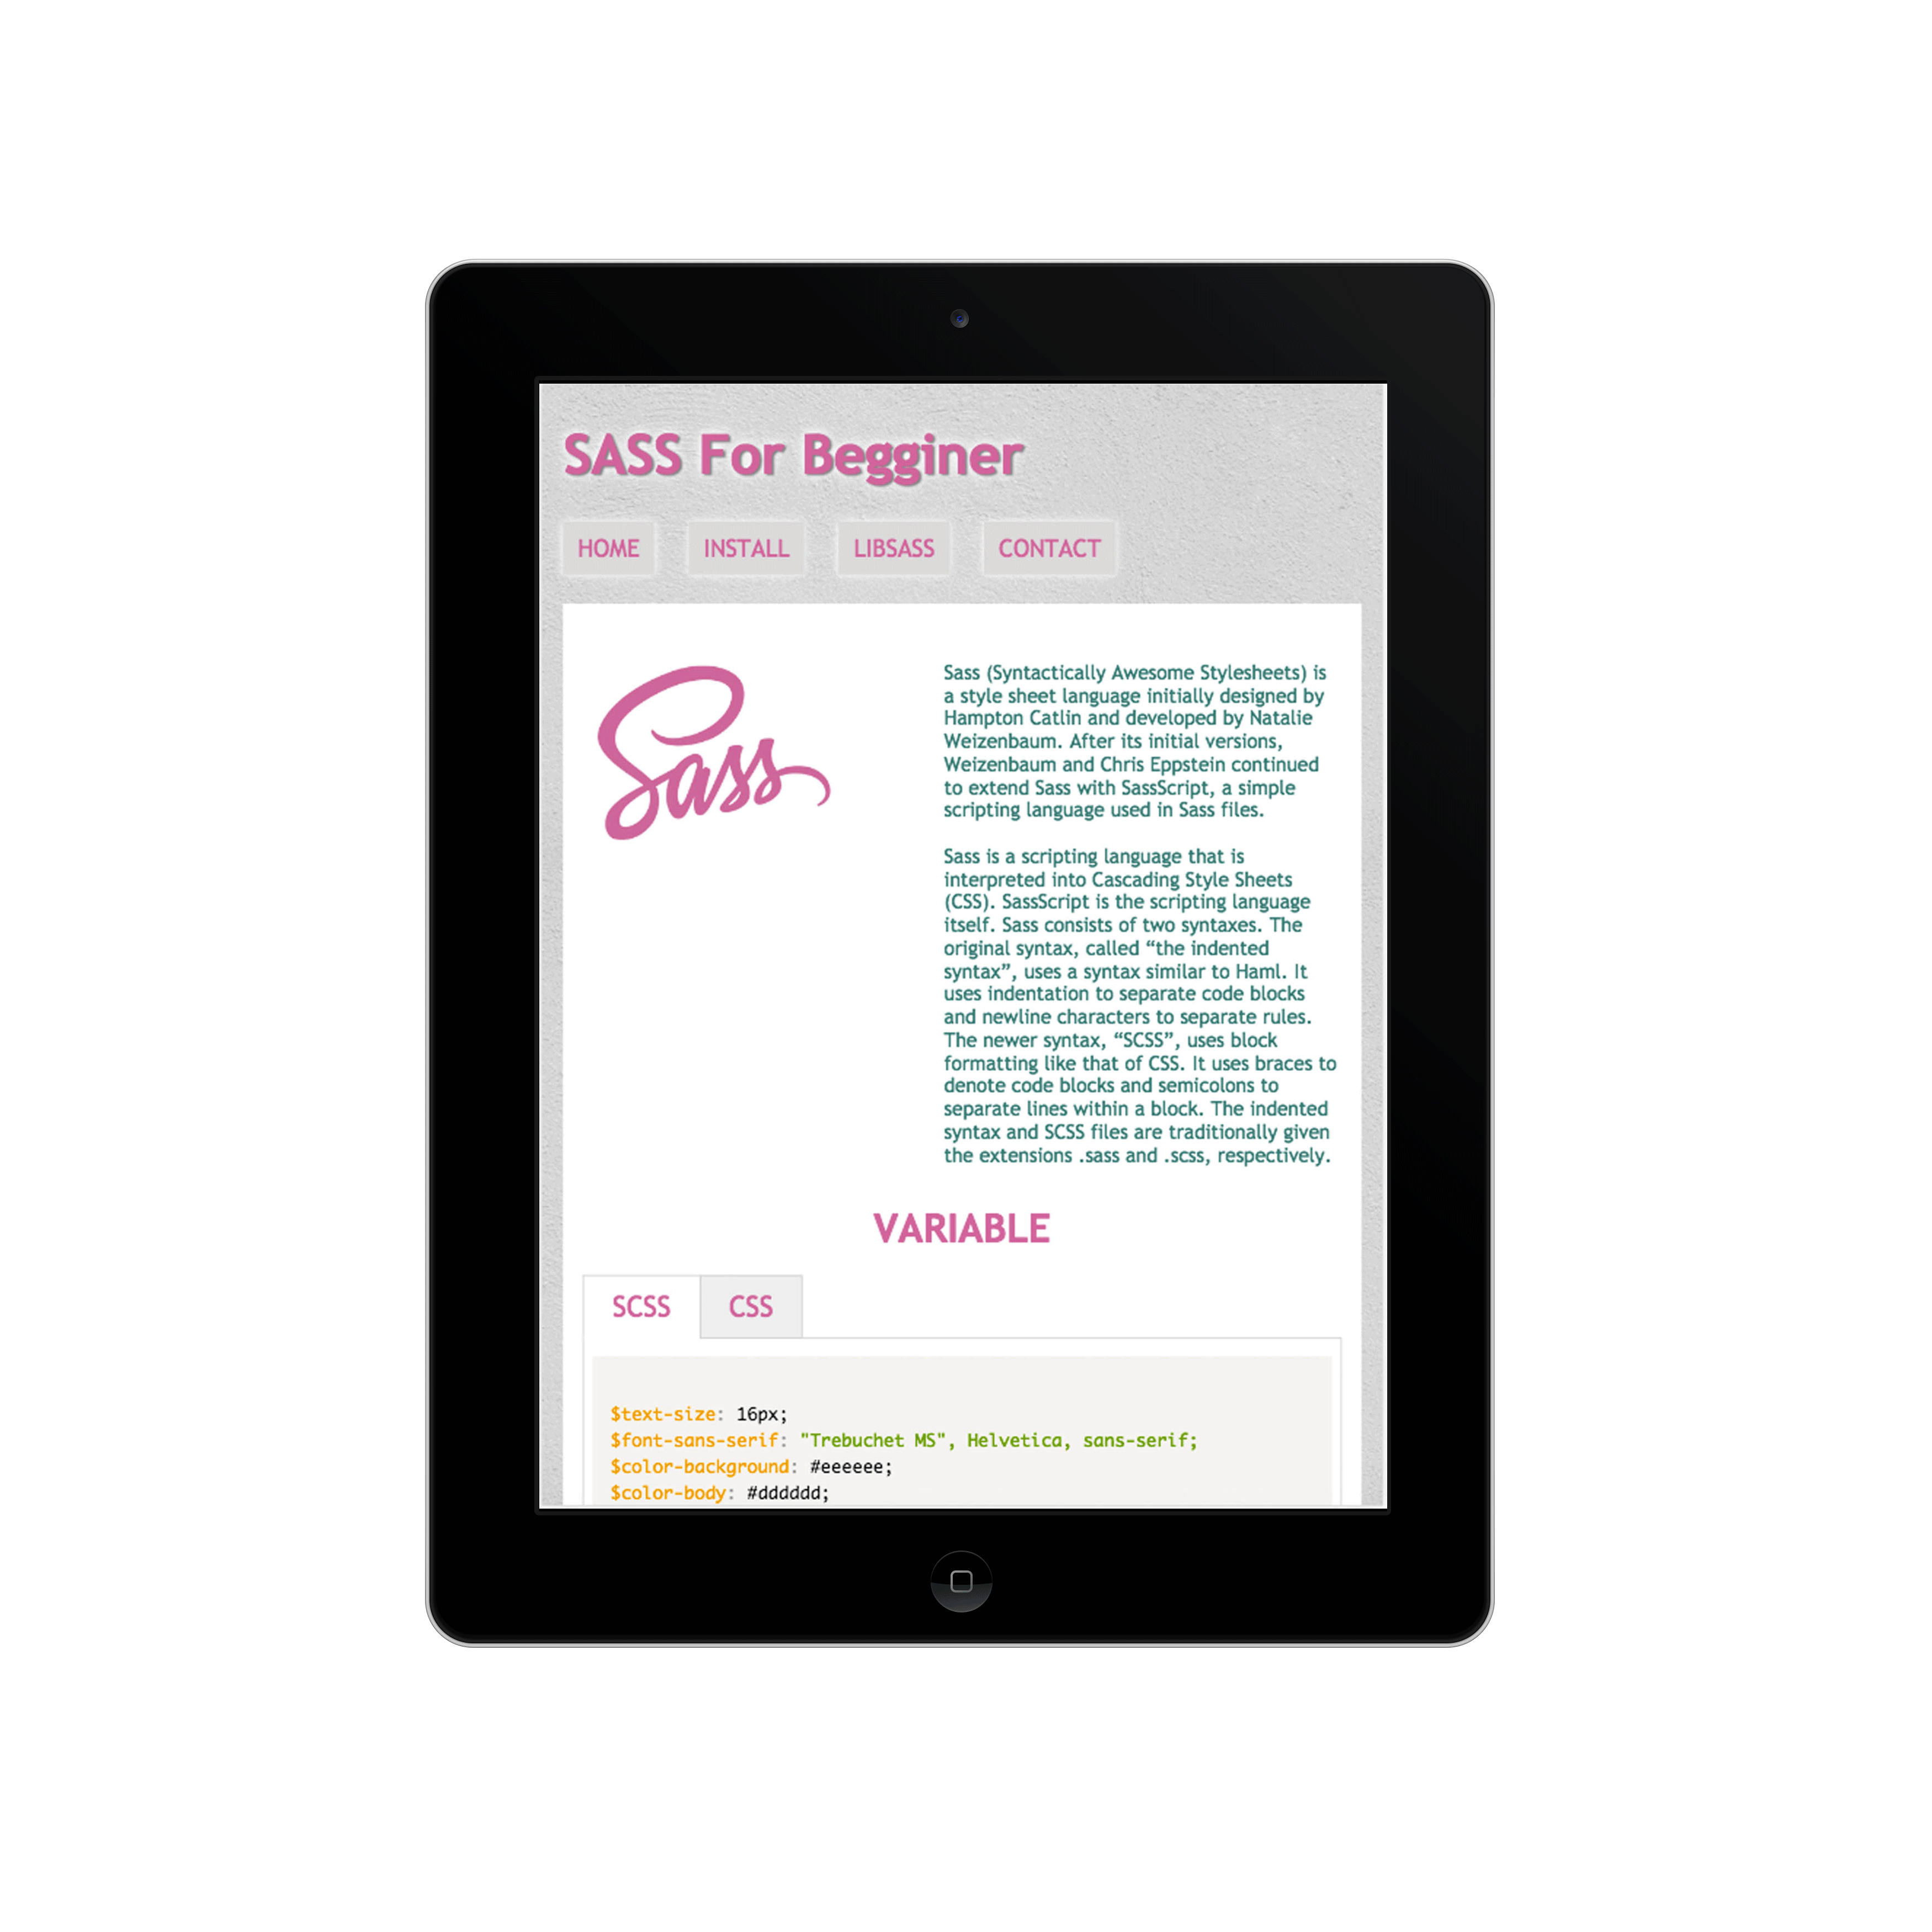 SASS For Begginer
HOME INSTALL LIBSASS CONTACT
Sass
Sass (Syntactically Awesome Stylesheets) is
a style sheet language initially designed by
Hampton Catlin and developed by Natalie
Weizenbaum. After its initial versions,
Weizenbaum and Chris Eppstein continued
to extend Sass with SassScript, a simple
scripting language used in Sass files.
Sass is a scripting language that is
interpreted into Cascading Style Sheets
(CSS). SassScript is the scripting language
itself. Sass consists of two syntaxes. The
original syntax, called “the indented
syntax”, uses a syntax similar to Haml. It
uses indentation to separate code blocks
and newline characters to separate rules.
The newer syntax, “SCSS”, uses block
formatting like that of CSS. It uses braces to
denote code blocks and semicolons to
separate lines within a block. The indented
syntax and SCSS files are traditionally given
the extensions .sass and .scss, respectively.
VARIABLE
SCSS CSS
$text-size: 16px;
$font-sans-serif: "Trebuchet MS", Helvetica, sans-serif;
$color-background: #eeeeee;
$color-body: #dddddd;